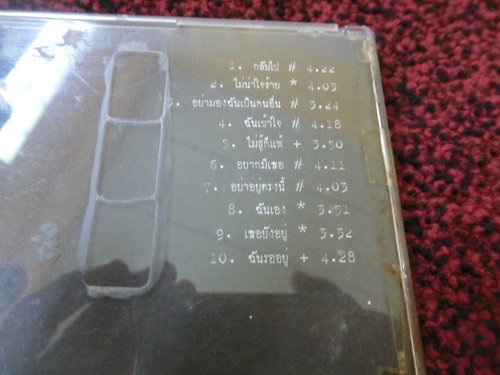 1. กลับไป # 4.22
2. ไม่น่าใจร้าย * 4.03
3. อย่ามองฉันเป็นคนอื่น # 3.24
4. ฉันเข้าใจ # 4.18
5. ไม่สู้ก็แพ้ + 3.50
6. อยากมีเธอ # 4.11
7. อย่าอยู่ตรงนี้ # 4.03
8. ฉันเอง * 3.51
9. เธอยังอยู่ * 3.32
10. ฉันรออยู่ + 4.28